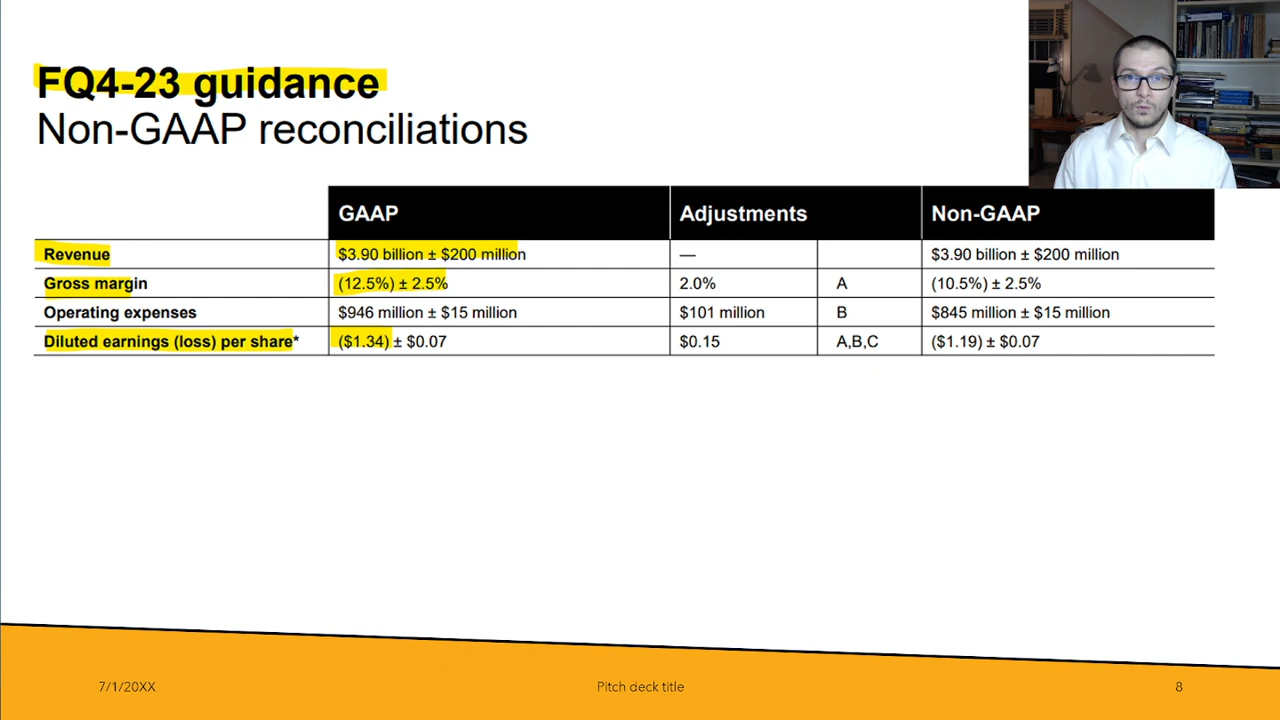 FQ4-23 guidance
Non-GAAP reconciliations
GAAP Adjustments Non-GAAP
Revenue $3.90 billion ± $200 million — $3.90 billion ± $200 million
Gross margin (12.5%) ± 2.5% 2.0% A (10.5%) ± 2.5%
Operating expenses $946 million ± $15 million $101 million B $845 million ± $15 million
Diluted earnings (loss) per share* ($1.34) ± $0.07 $0.15 A,B,C ($1.19) ± $0.07
7/1/20XX Pitch deck title 8